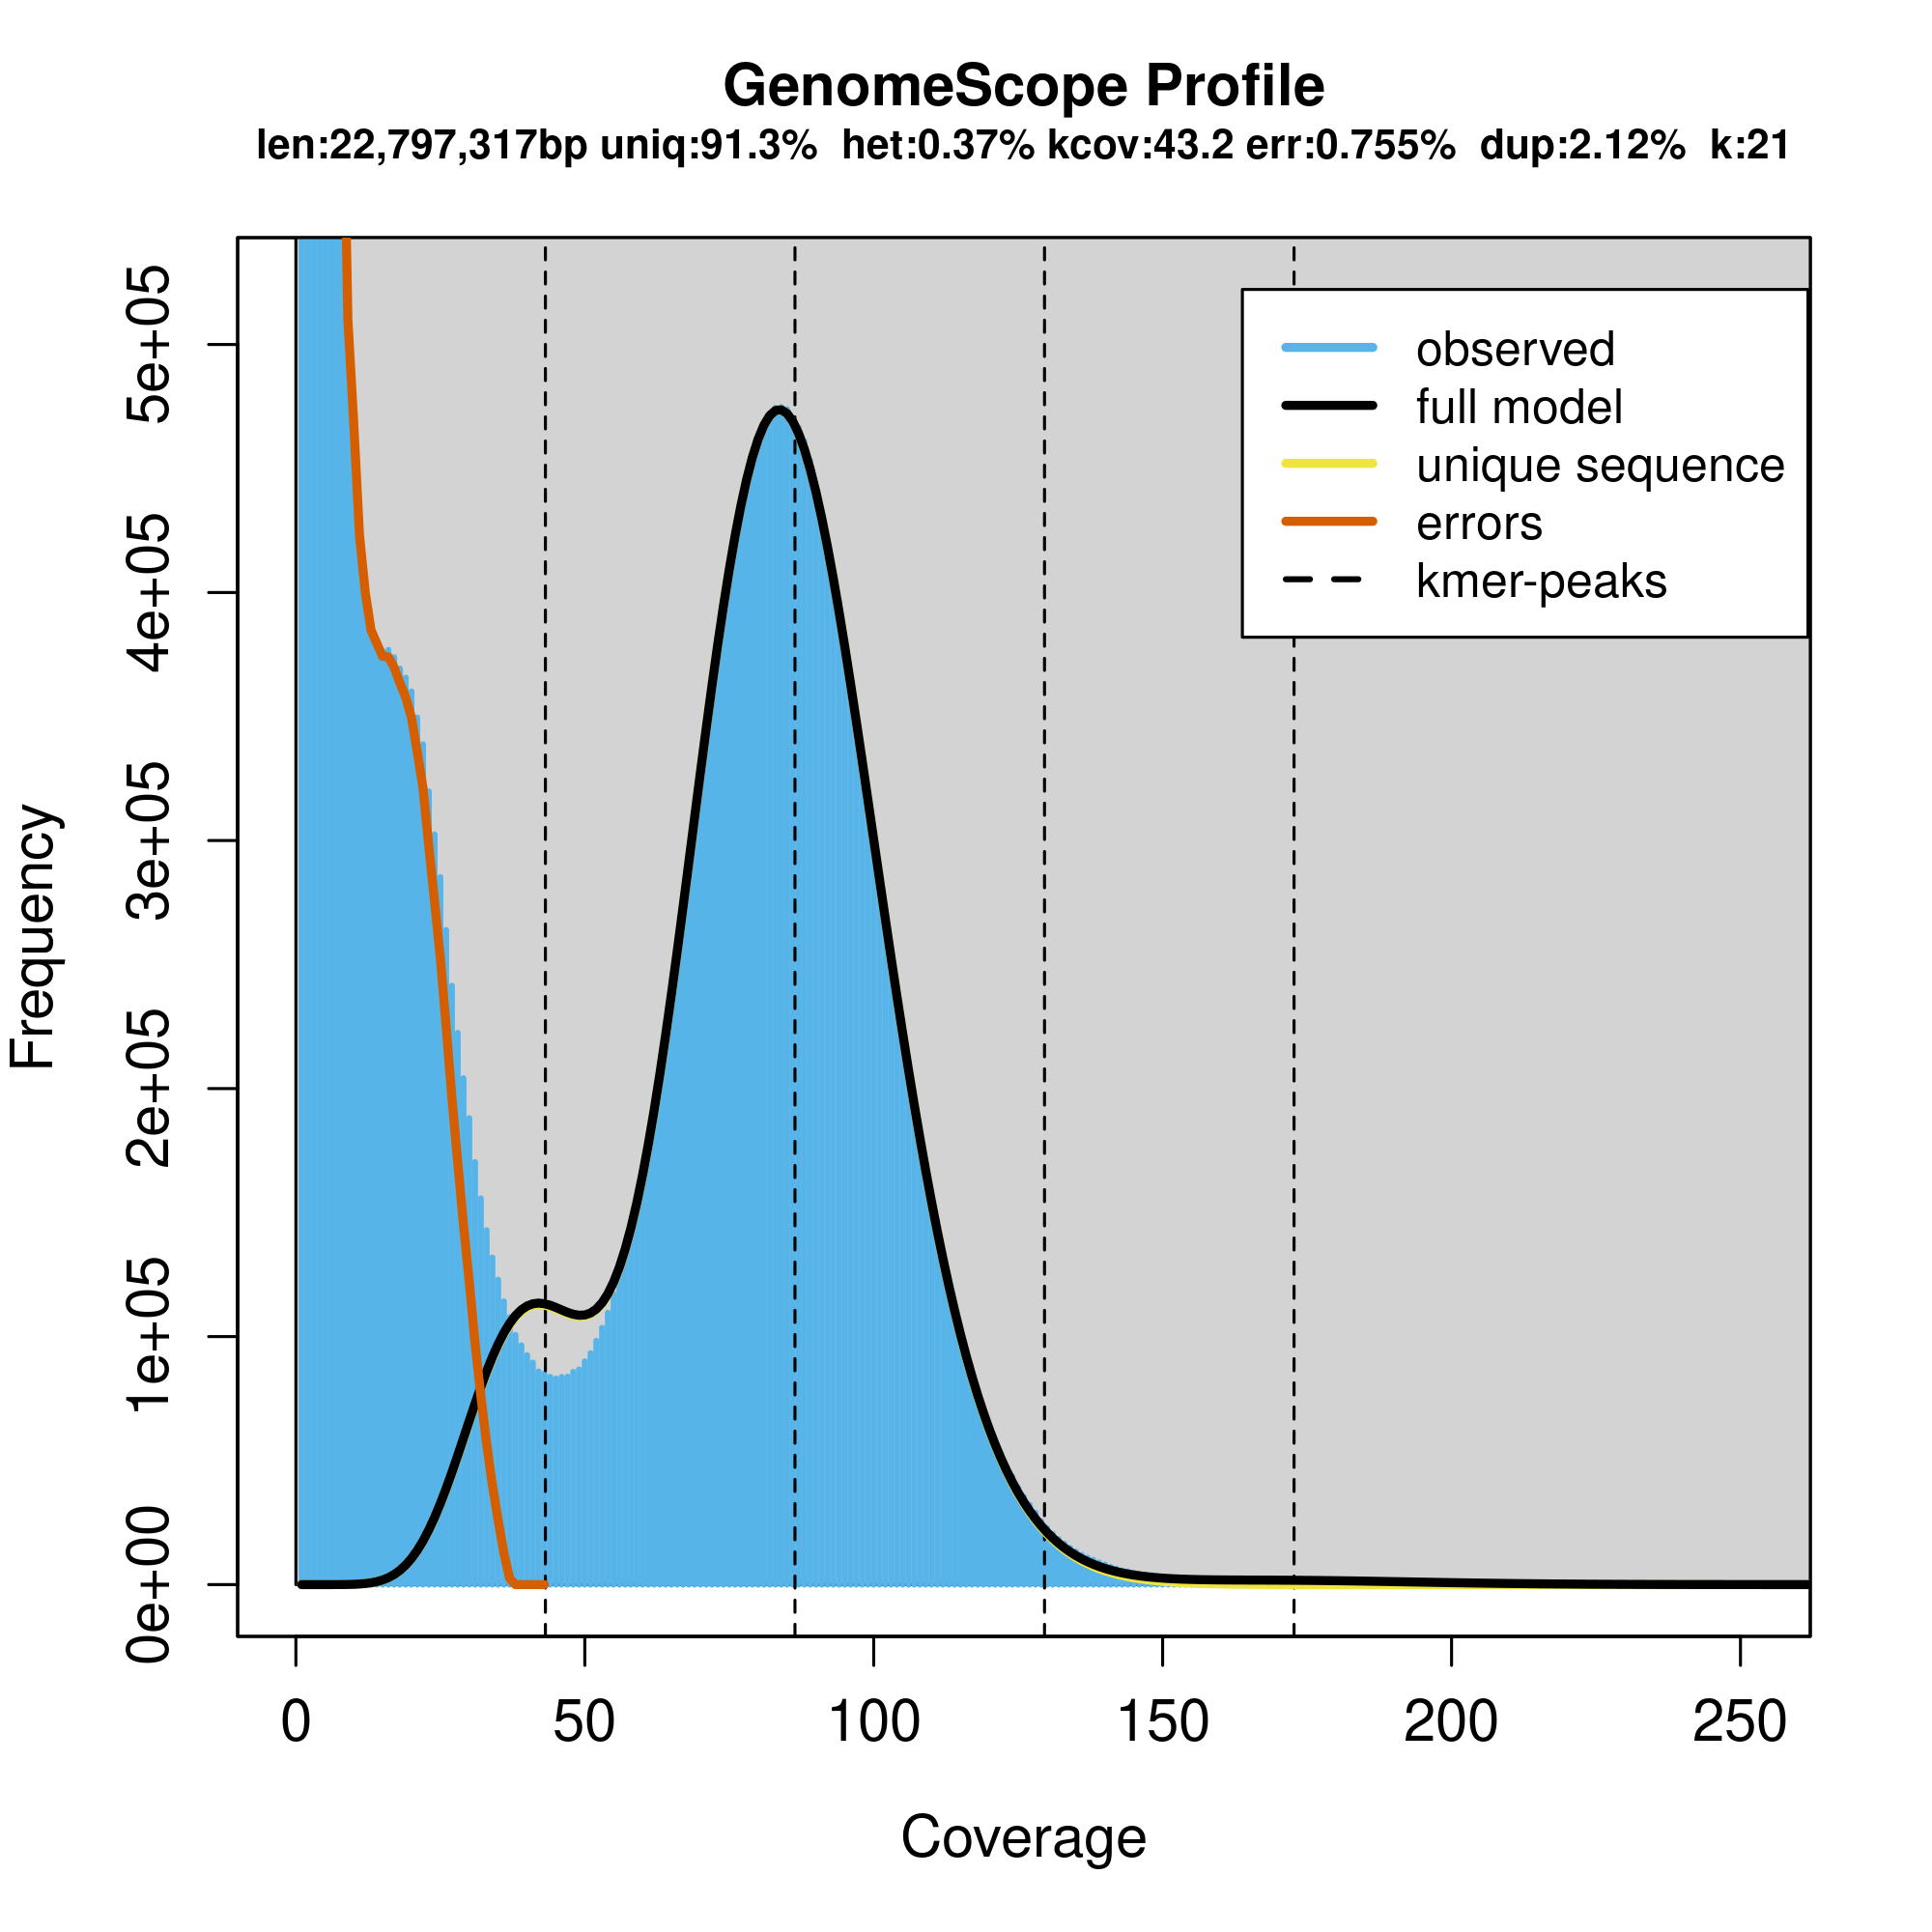 GenomeScope Profile
len:22,797,317bp uniq:91.3% het:0.37% kcov:43.2 err:0.755% dup:2.12% k:21
observed
full model
unique sequence
errors
kmer-peaks
Frequency
5e+05
4e+05
3e+05
2e+05
1e+05
0e+00
0 50 100 150 200 250
Coverage